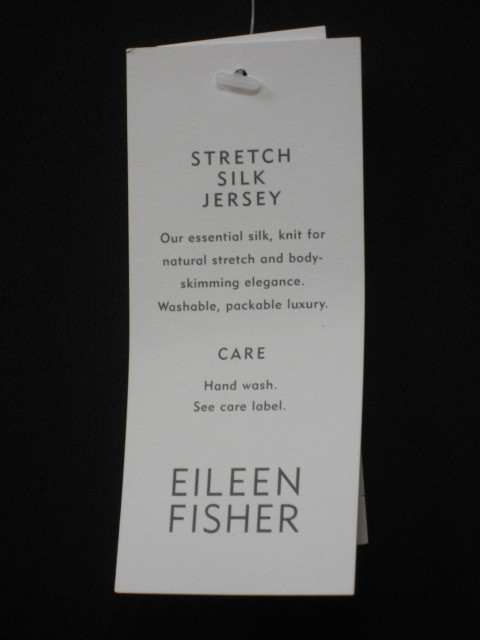 STRETCH
SILK
JERSEY
Our essential silk, knit for
natural stretch and body-
skimming elegance.
Washable, packable luxury.
CARE
Hand wash.
See care label.
EILEEN
FISHER